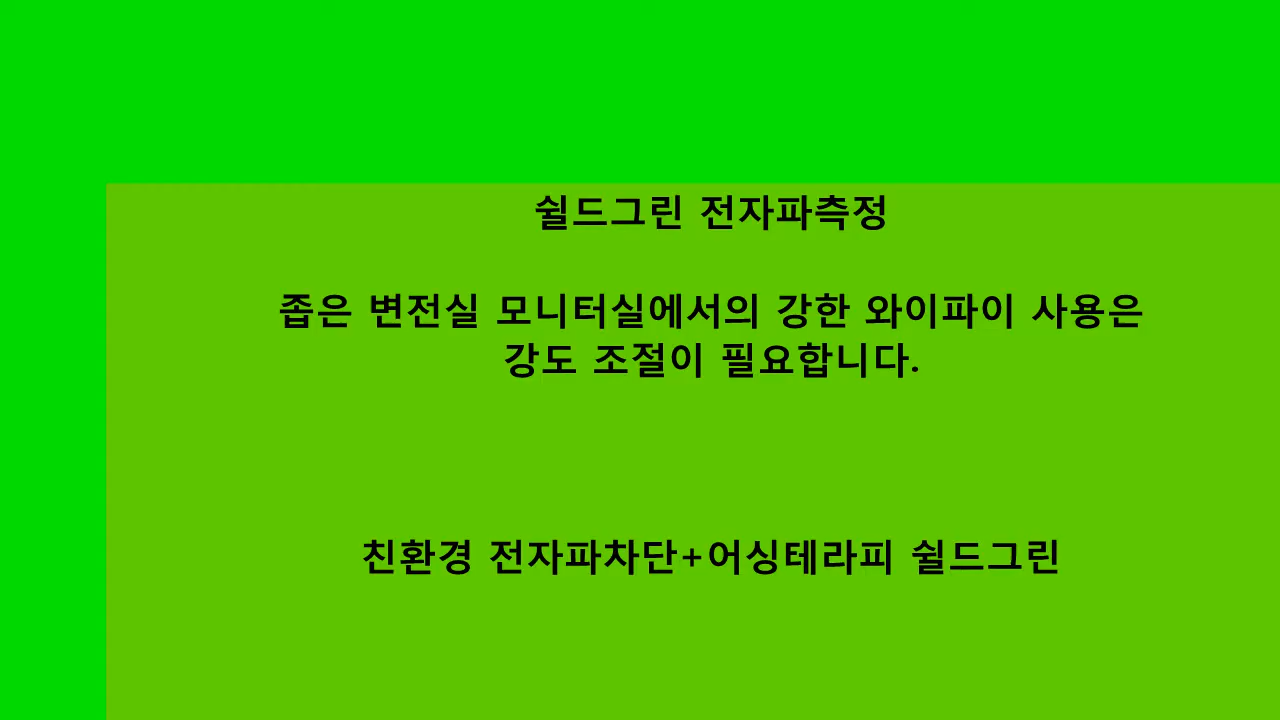 쉴드그린 전자파측정
좁은 변전실 모니터실에서의 강한 와이파이 사용은
강도 조절이 필요합니다.
친환경 전자파차단+어싱테라피 쉴드그린